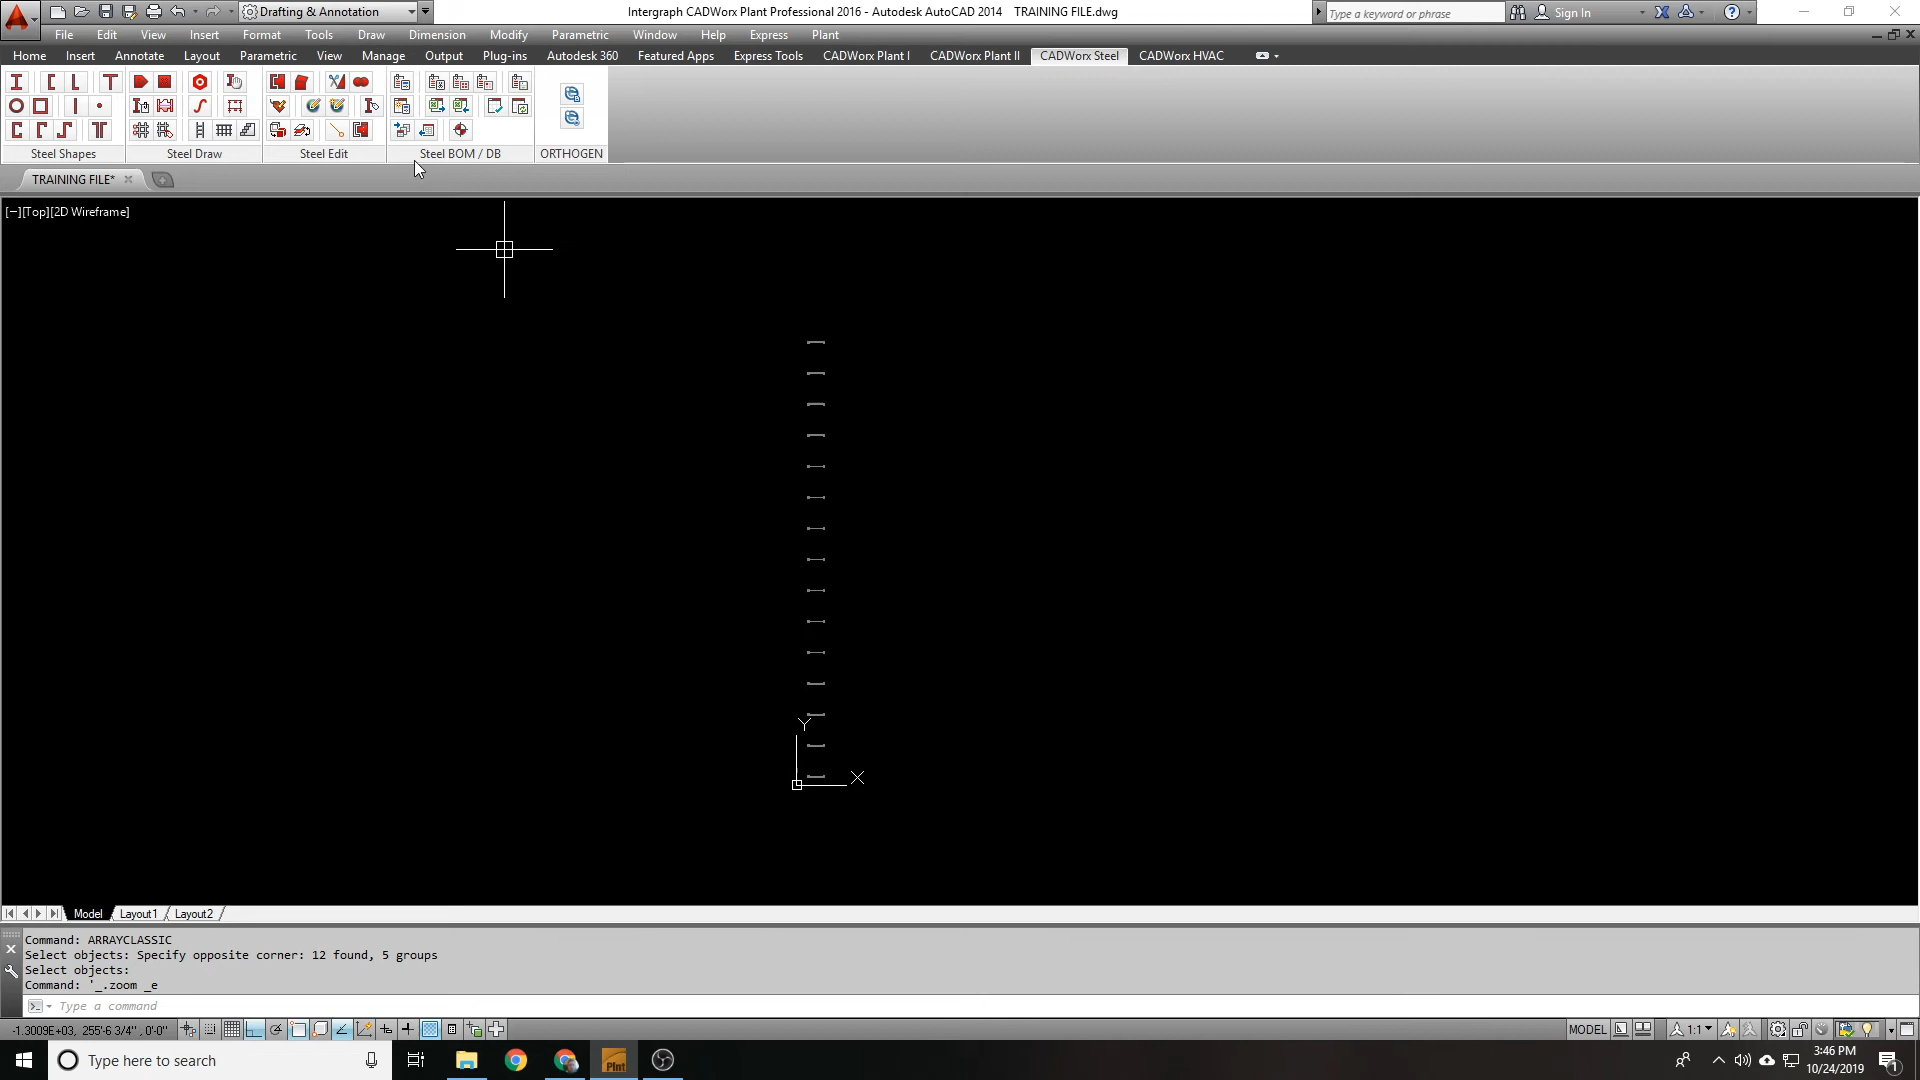 Drafting & Annotation
Intergraph CADWorx Plant Professional 2016 - Autodesk AutoCAD 2014 TRAINING FILE.dwg
Type a keyword or phrase
Sign In
File Edit View Insert Format Tools Draw Dimension Modify Parametric Window Help Express Plant
Home Insert Annotate Layout Parametric View Manage Output Plug-ins Autodesk 360 Featured Apps Express Tools CADWorx Plant I CADWorx Plant II CADWorx Steel CADWorx HVAC
Steel Shapes Steel Draw Steel Edit Steel BOM / DB ORTHOGEN
TRAINING FILE*
[−][Top][2D Wireframe]
Y
X
Model Layout1 Layout2
Command: ARRAYCLASSIC
Select objects: Specify opposite corner: 12 found, 5 groups
Select objects:
Command: '_.zoom _e
Type a command
-1.3009E+03, 255'-6 3/4" , 0'-0"
MODEL
1:1
Type here to search
Plnt
3:46 PM
10/24/2019
1